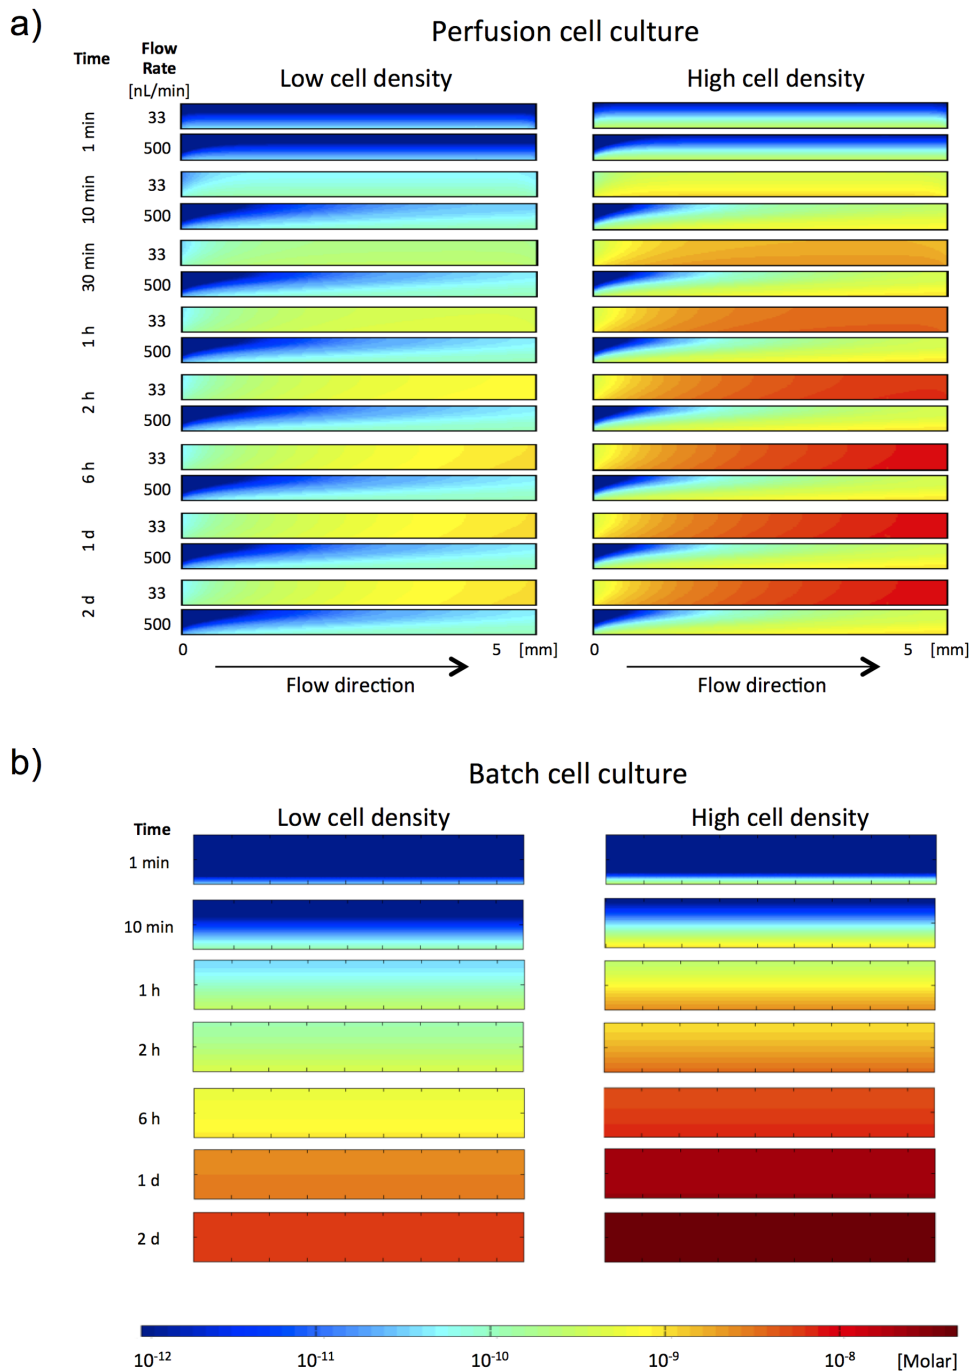 a)
Perfusion cell culture
Time
Flow
Rate
[nL/min]
Low cell density
High cell density
1 min
33
500
10 min
33
500
30 min
33
500
1 h
33
500
2 h
33
500
6 h
33
500
1 d
33
500
2 d
33
500
0 5 [mm]
0 5 [mm]
Flow direction
Flow direction
b)
Batch cell culture
Time
Low cell density
High cell density
1 min
10 min
1 h
2 h
6 h
1 d
2 d
10⁻¹² 10⁻¹¹ 10⁻¹⁰ 10⁻⁹ 10⁻⁸ [Molar]